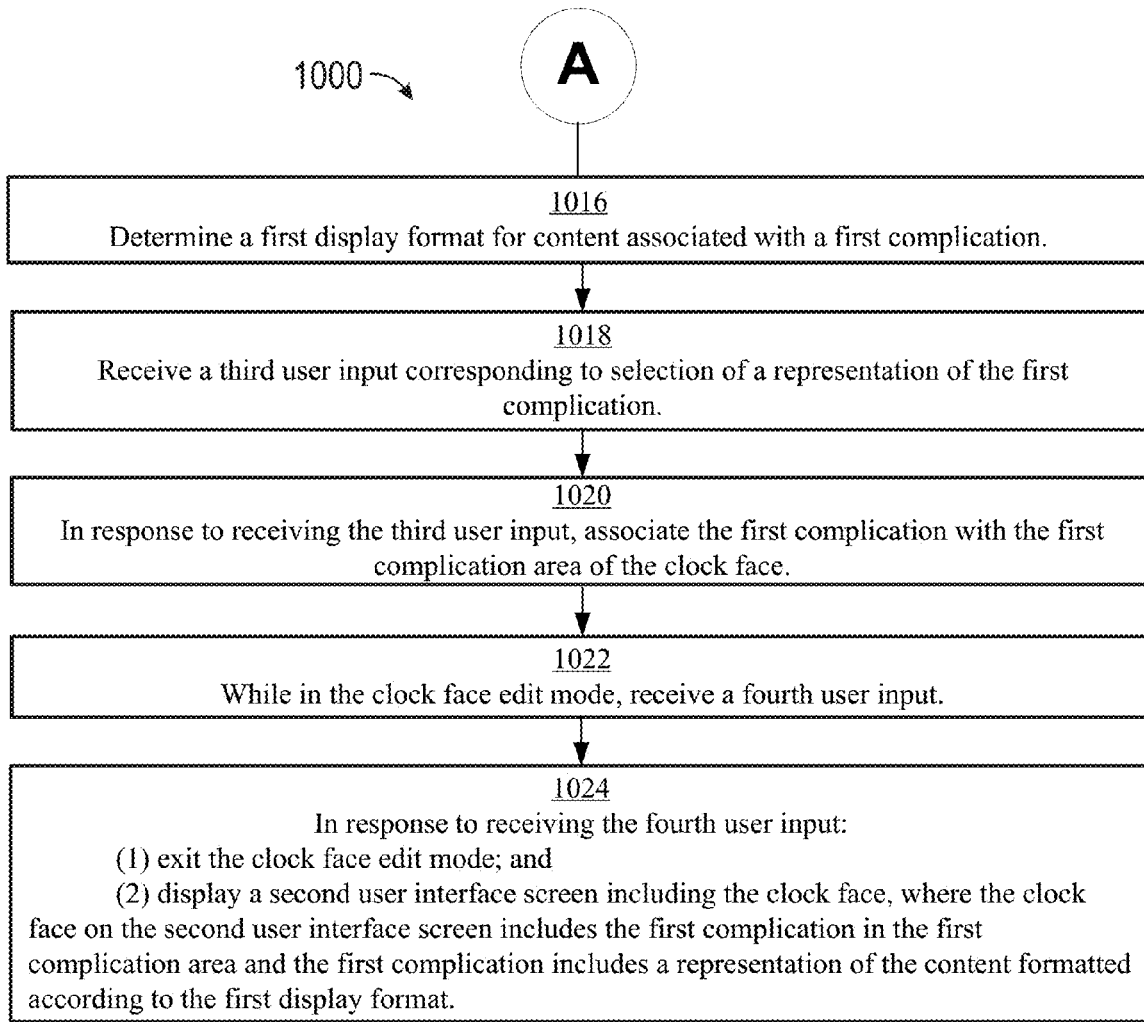 A
1000
1016
Determine a first display format for content associated with a first complication.
1018
Receive a third user input corresponding to selection of a representation of the first
complication.
1020
In response to receiving the third user input, associate the first complication with the first
complication area of the clock face.
1022
While in the clock face edit mode, receive a fourth user input.
1024
In response to receiving the fourth user input:
(1) exit the clock face edit mode; and
(2) display a second user interface screen including the clock face, where the clock
face on the second user interface screen includes the first complication in the first
complication area and the first complication includes a representation of the content formatted
according to the first display format.